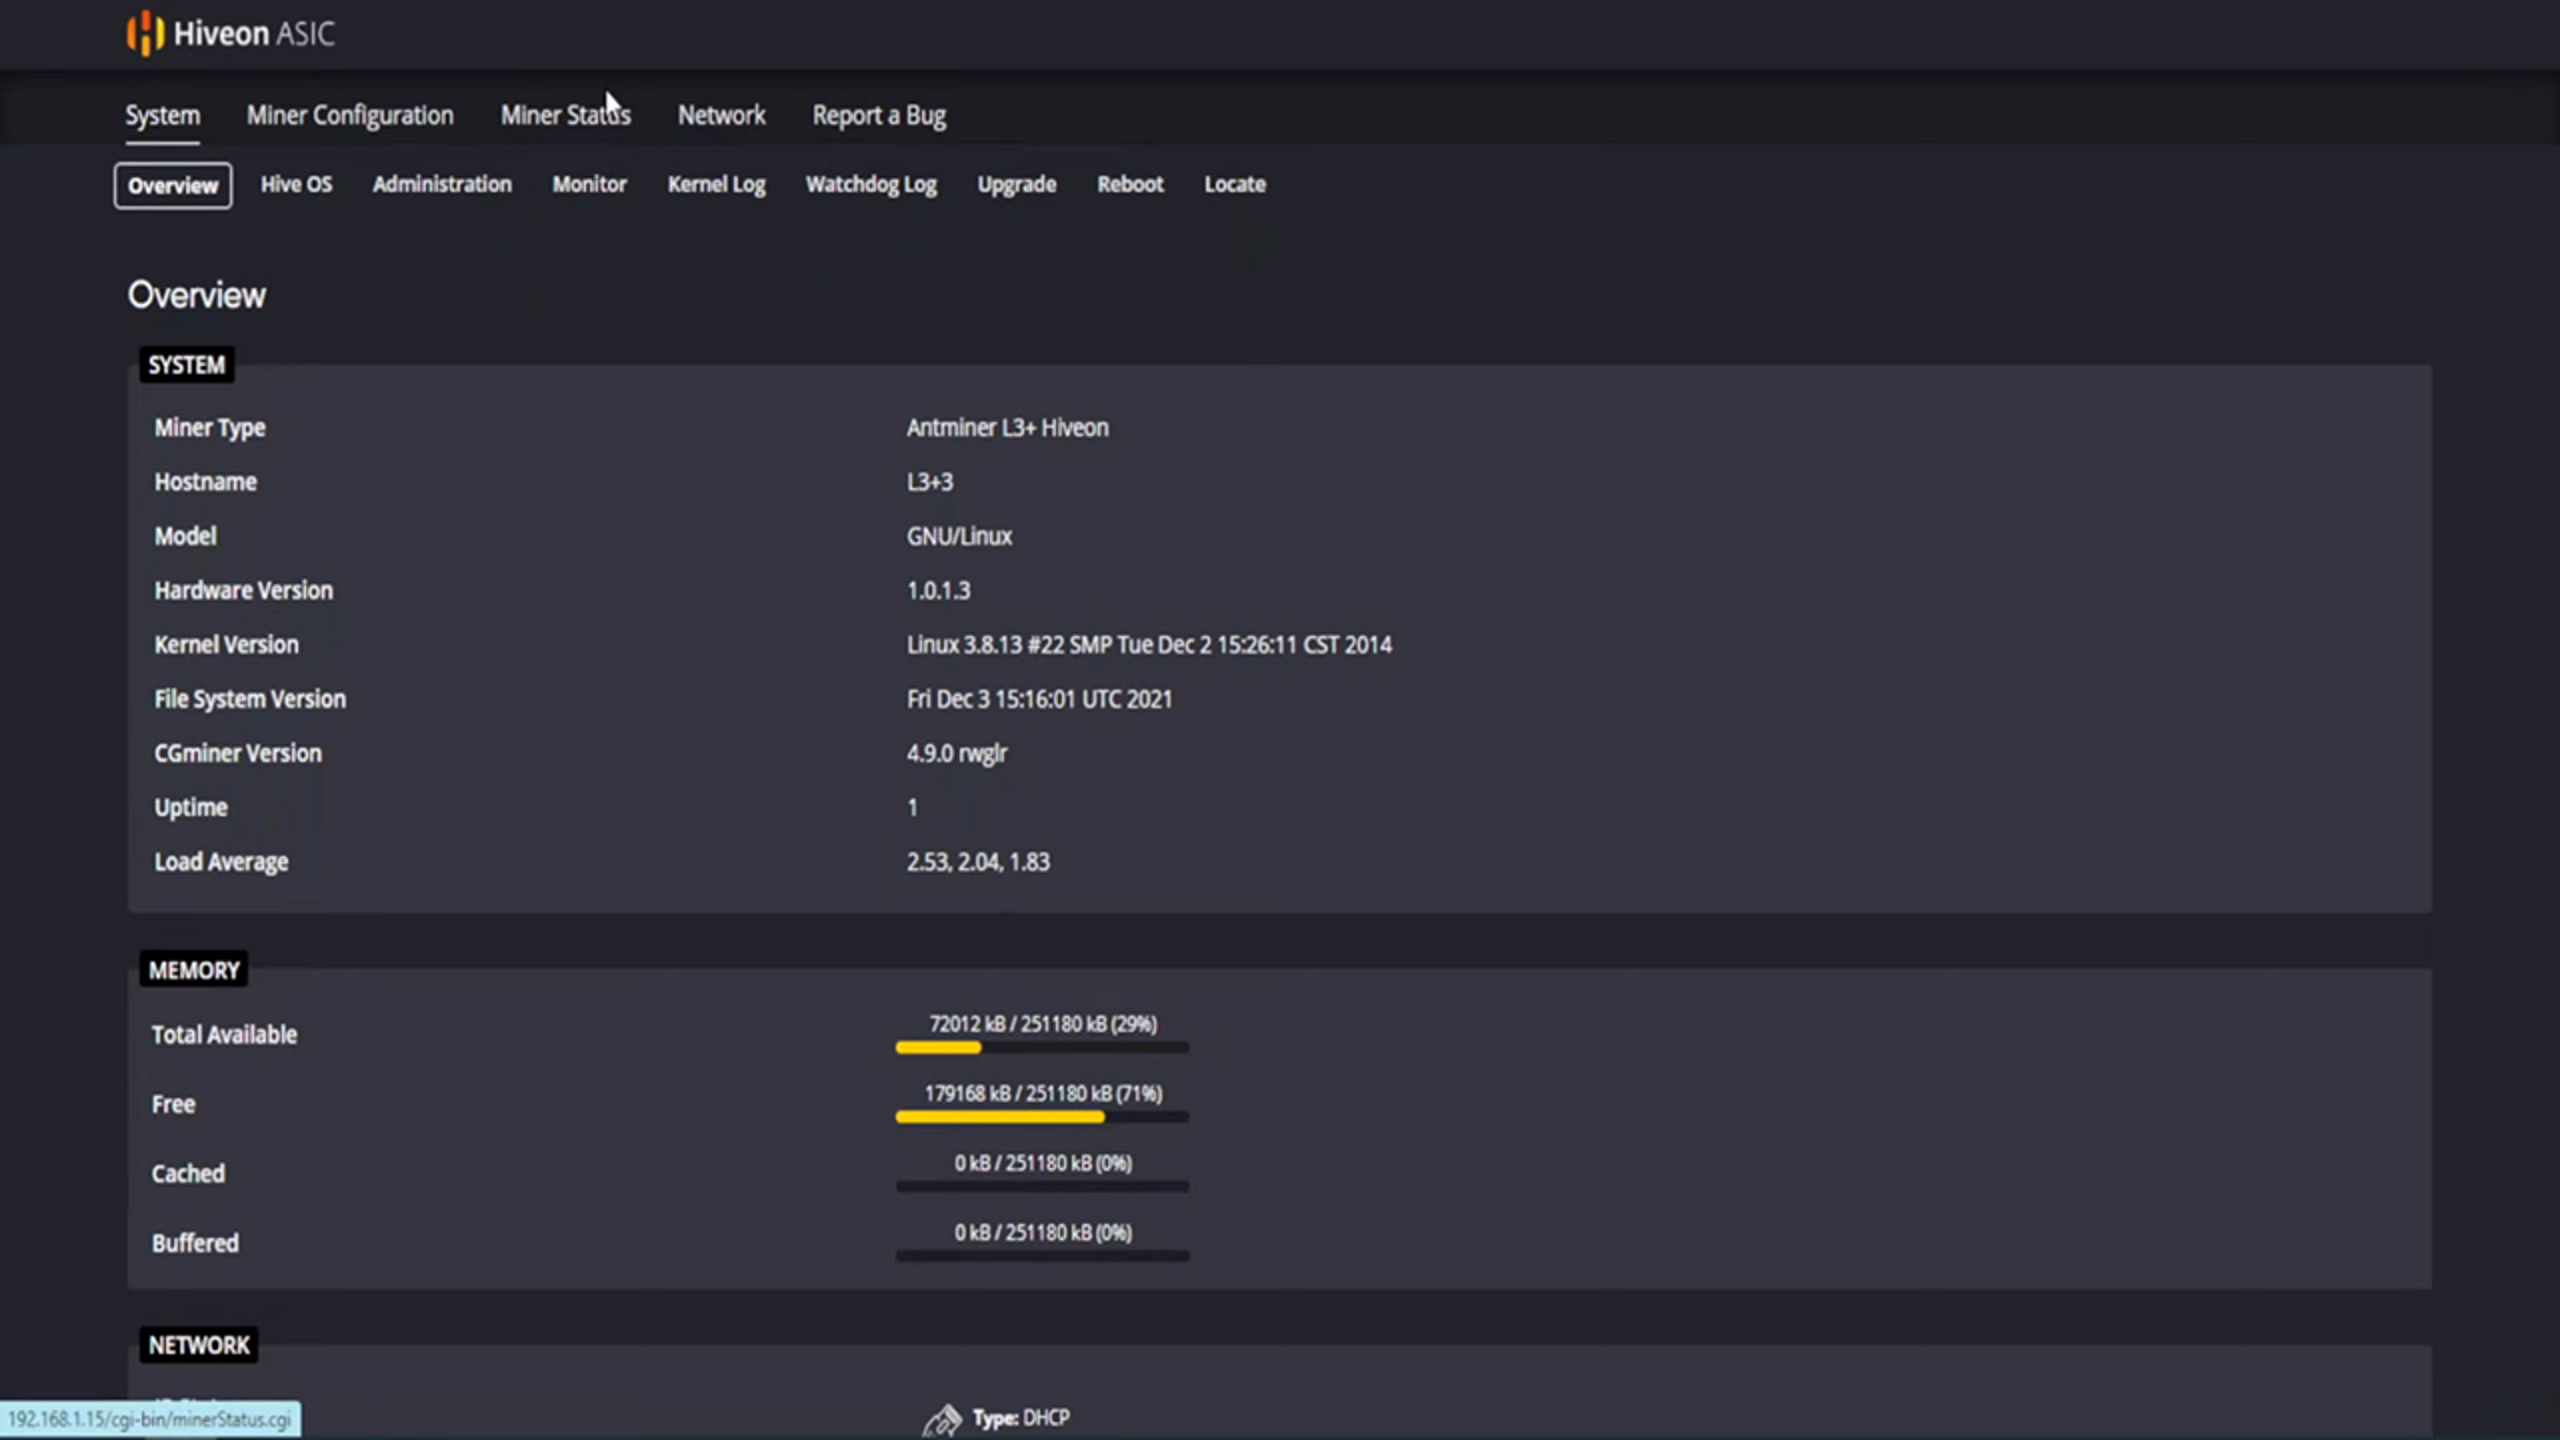 Hiveon ASIC
System Miner Configuration Miner Status Network Report a Bug
Overview Hive OS Administration Monitor Kernel Log Watchdog Log Upgrade Reboot Locate
Overview
SYSTEM
Miner Type Antminer L3+ Hiveon
Hostname L3+3
Model GNU/Linux
Hardware Version 1.0.1.3
Kernel Version Linux 3.8.13 #22 SMP Tue Dec 2 15:26:11 CST 2014
File System Version Fri Dec 3 15:16:01 UTC 2021
CGminer Version 4.9.0 rwglr
Uptime 1
Load Average 2.53, 2.04, 1.83
MEMORY
Total Available 72012 kB / 251180 kB (29%)
Free 179168 kB / 251180 kB (71%)
Cached 0 kB / 251180 kB (0%)
Buffered 0 kB / 251180 kB (0%)
NETWORK
Type: DHCP
192.168.1.15/cgi-bin/minerStatus.cgi